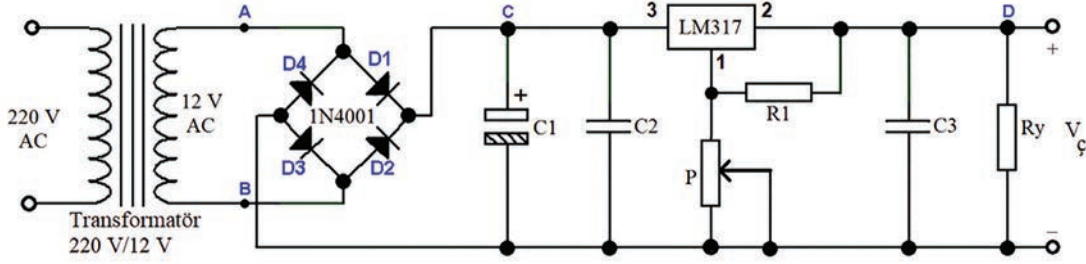 A
C
3
2
D
LM317
1
+
D4
D1
+
R1
220 V
AC
12 V
AC
1N4001
C1
C2
C3
Ry
Vç
D3
D2
P
B
–
Transformatör
220 V/12 V